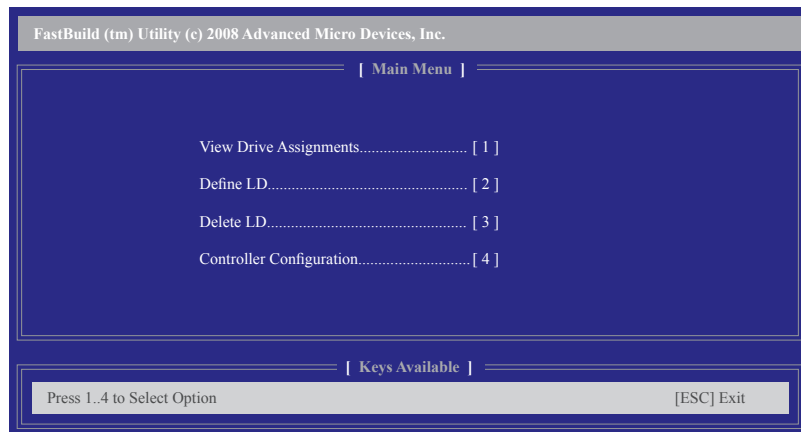 FastBuild (tm) Utility (c) 2008 Advanced Micro Devices, Inc.
[ Main Menu ]
View Drive Assignments........................... [ 1 ]
Define LD.................................................. [ 2 ]
Delete LD.................................................. [ 3 ]
Controller Configuration............................[ 4 ]
[ Keys Available ]
Press 1..4 to Select Option [ESC] Exit